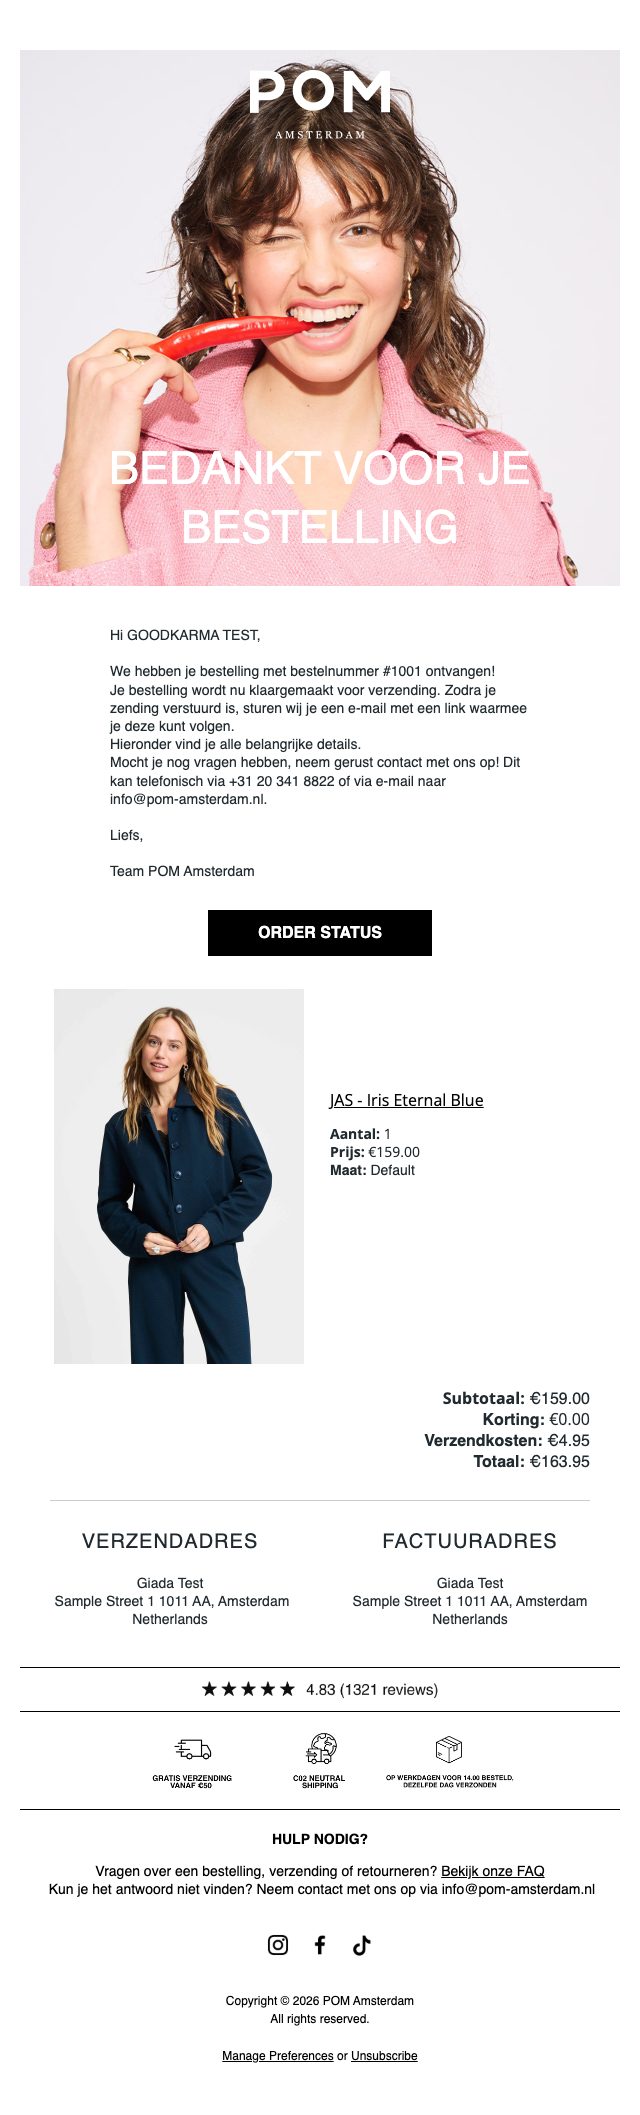 POM
AMSTERDAM
BEDANKT VOOR JE
BESTELLING
Hi GOODKARMA TEST,
We hebben je bestelling met bestelnummer #1001 ontvangen!
Je bestelling wordt nu klaargemaakt voor verzending. Zodra je
zending verstuurd is, sturen wij je een e-mail met een link waarmee
je deze kunt volgen.
Hieronder vind je alle belangrijke details.
Mocht je nog vragen hebben, neem gerust contact met ons op! Dit
kan telefonisch via +31 20 341 8822 of via e-mail naar
info@pom-amsterdam.nl.
Liefs,
Team POM Amsterdam
ORDER STATUS
JAS - Iris Eternal Blue
Aantal: 1
Prijs: €159.00
Maat: Default
Subtotaal: €159.00
Korting: €0.00
Verzendkosten: €4.95
Totaal: €163.95
VERZENDADRES
Giada Test
Sample Street 1 1011 AA, Amsterdam
Netherlands
FACTUURADRES
Giada Test
Sample Street 1 1011 AA, Amsterdam
Netherlands
★★★★★ 4.83 (1321 reviews)
GRATIS VERZENDING
VANAF €50
C02 NEUTRAL
SHIPPING
OP WERKDAGEN VOOR 14.00 BESTELD,
DEZELFDE DAG VERZONDEN
HULP NODIG?
Vragen over een bestelling, verzending of retourneren? Bekijk onze FAQ
Kun je het antwoord niet vinden? Neem contact met ons op via info@pom-amsterdam.nl
Copyright © 2026 POM Amsterdam
All rights reserved.
Manage Preferences or Unsubscribe